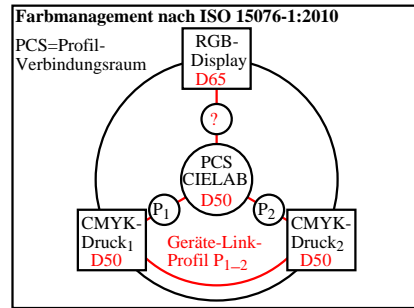 Farbmanagement nach ISO 15076-1:2010
PCS=Profil-
Verbindungsraum
RGB-
Display
D65
?
PCS
CIELAB
D50
P1
P2
CMYK-
Druck1
D50
Geräte-Link-
Profil P1–2
CMYK-
Druck2
D50